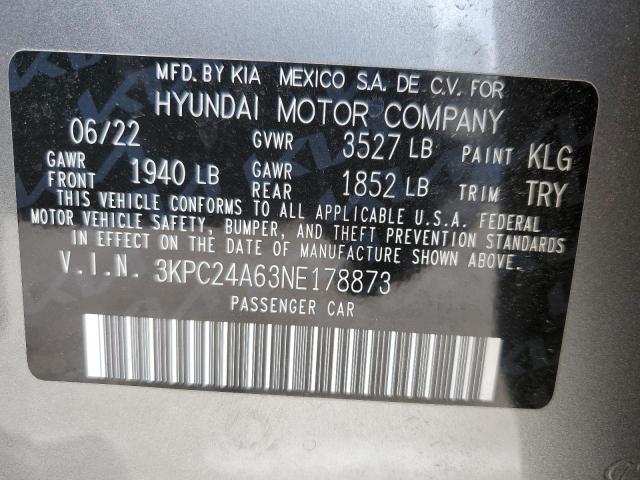 MFD. BY KIA MEXICO S.A. DE C.V. FOR
HYUNDAI MOTOR COMPANY
06/22 GVWR 3527 LB PAINT KLG
GAWR FRONT 1940 LB GAWR REAR 1852 LB TRIM TRY
THIS VEHICLE CONFORMS TO ALL APPLICABLE U.S.A. FEDERAL
MOTOR VEHICLE SAFETY, BUMPER, AND THEFT PREVENTION STANDARDS
IN EFFECT ON THE DATE OF MANUFACTURE SHOWN ABOVE.
V.I.N. 3KPC24A63NE178873
PASSENGER CAR